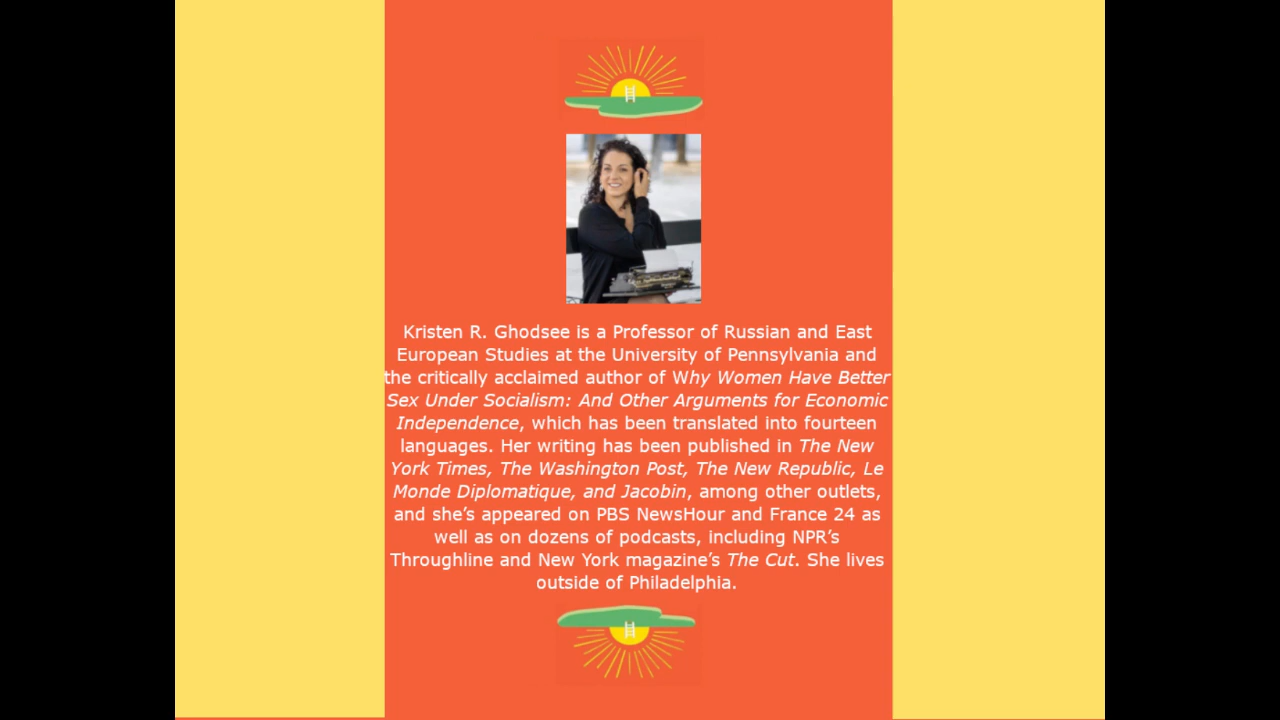 Kristen R. Ghodsee is a Professor of Russian and East
European Studies at the University of Pennsylvania and
the critically acclaimed author of Why Women Have Better
Sex Under Socialism: And Other Arguments for Economic
Independence, which has been translated into fourteen
languages. Her writing has been published in The New
York Times, The Washington Post, The New Republic, Le
Monde Diplomatique, and Jacobin, among other outlets,
and she’s appeared on PBS NewsHour and France 24 as
well as on dozens of podcasts, including NPR’s
Throughline and New York magazine’s The Cut. She lives
outside of Philadelphia.